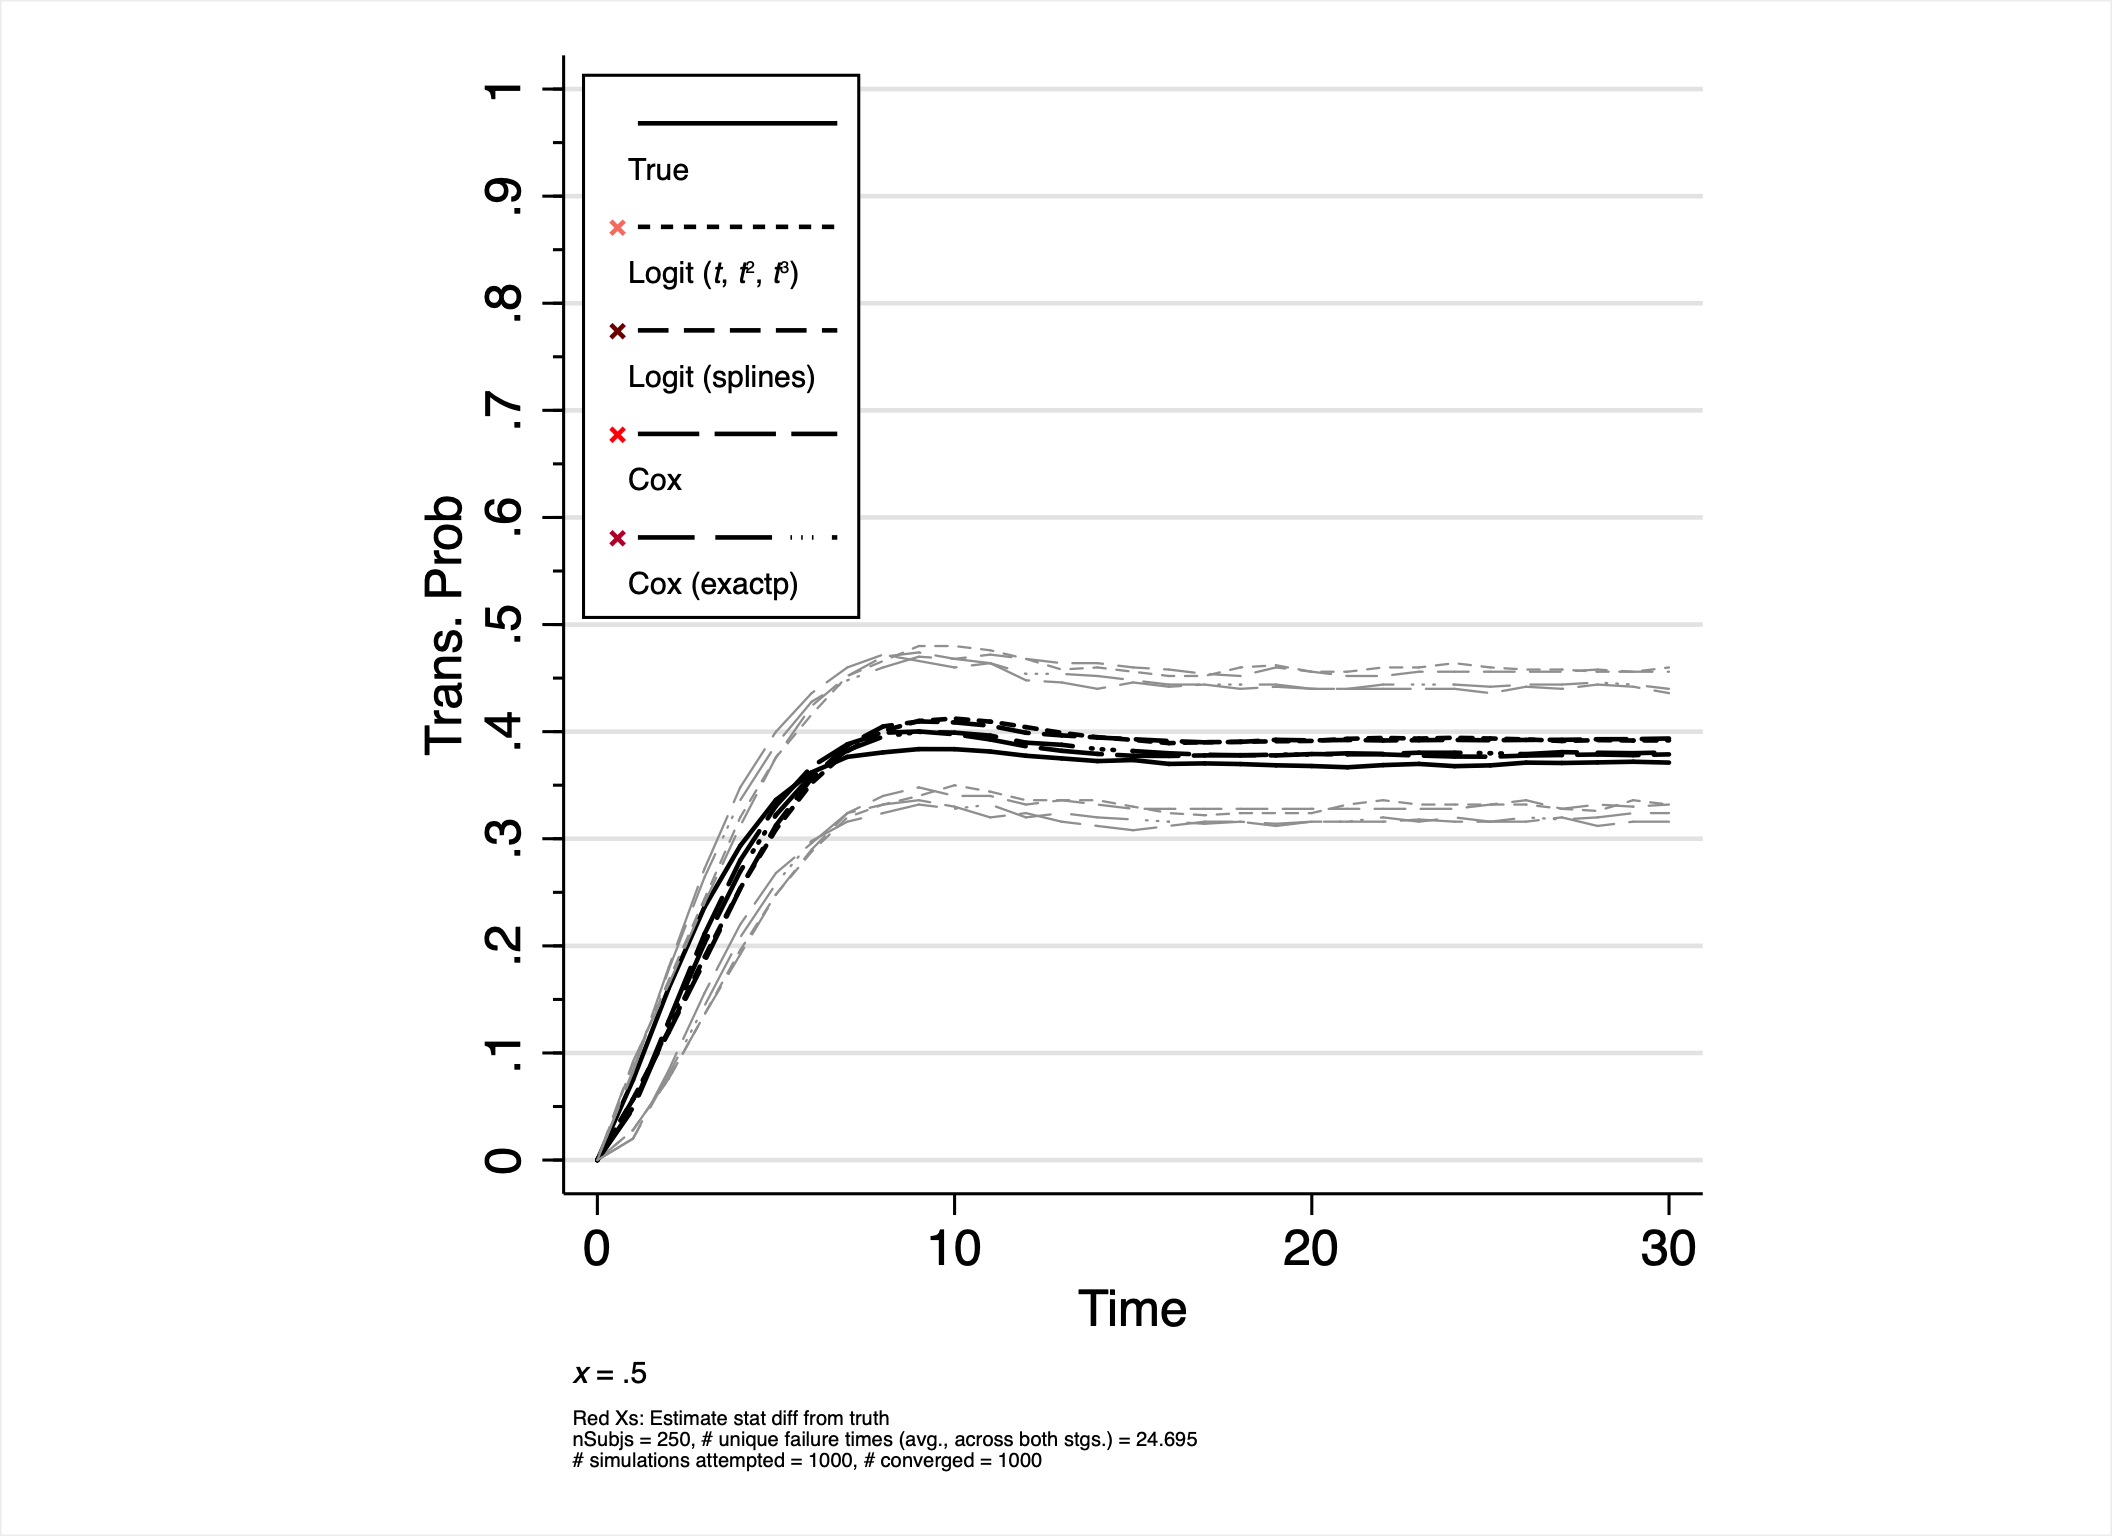 1
.9
.8
.7
.6
.5
.4
.3
.2
.1
0
Trans. Prob
True
Logit (t, t², t³)
Logit (splines)
Cox
Cox (exactp)
0 10 20 30
Time
x = .5
Red Xs: Estimate stat diff from truth
nSubjs = 250, # unique failure times (avg., across both stgs.) = 24.695
# simulations attempted = 1000, # converged = 1000